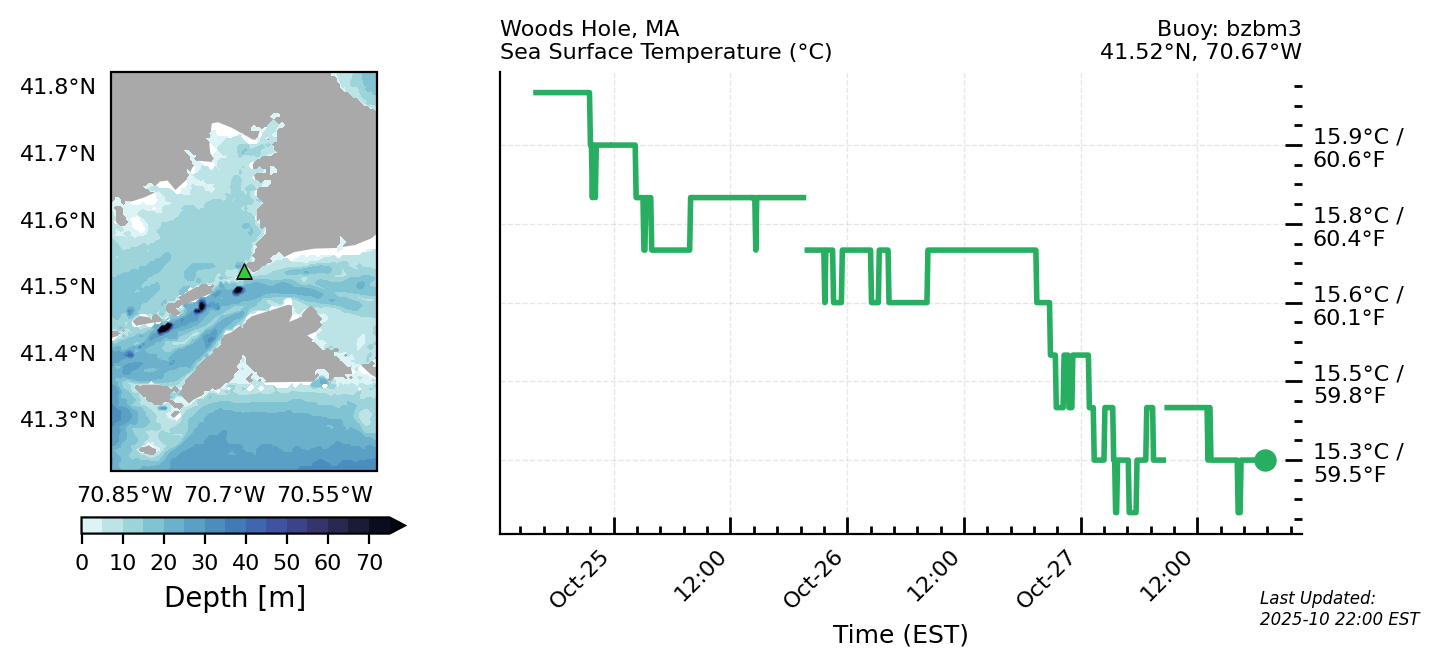 Woods Hole, MA
Sea Surface Temperature (°C)
Buoy: bzbm3
41.52°N, 70.67°W
41.8°N
41.7°N
41.6°N
41.5°N
41.4°N
41.3°N
70.85°W 70.7°W 70.55°W
0 10 20 30 40 50 60 70
Depth [m]
15.9°C /
60.6°F
15.8°C /
60.4°F
15.6°C /
60.1°F
15.5°C /
59.8°F
15.3°C /
59.5°F
Oct-25 12:00 Oct-26 12:00 Oct-27 12:00
Time (EST)
Last Updated:
2025-10 22:00 EST